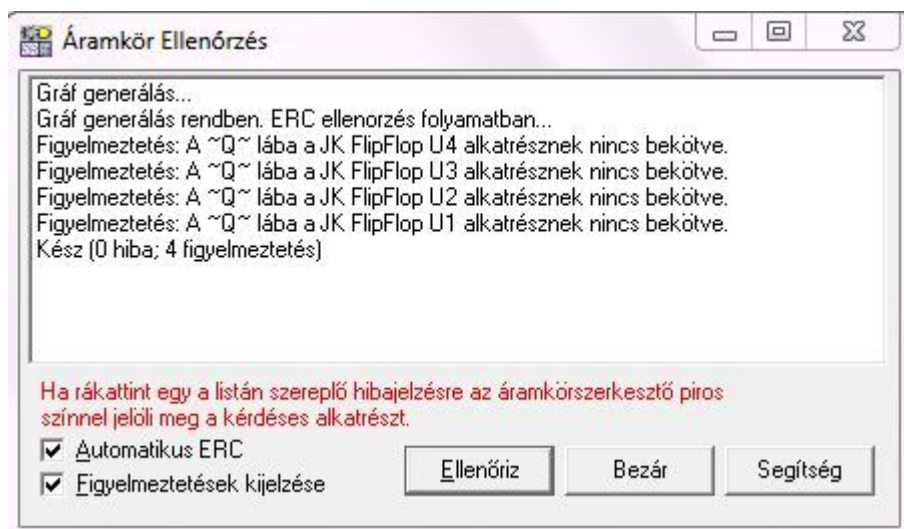 Áramkör Ellenőrzés
Gráf generálás...
Gráf generálás rendben. ERC ellenorzés folyamatban...
Figyelmeztetés: A ~Q~ lába a JK FlipFlop U4 alkatrésznek nincs bekötve.
Figyelmeztetés: A ~Q~ lába a JK FlipFlop U3 alkatrésznek nincs bekötve.
Figyelmeztetés: A ~Q~ lába a JK FlipFlop U2 alkatrésznek nincs bekötve.
Figyelmeztetés: A ~Q~ lába a JK FlipFlop U1 alkatrésznek nincs bekötve.
Kész (0 hiba; 4 figyelmeztetés)
Ha rákattint egy a listán szereplő hibajelzésre az áramkörszerkesztő piros
színnel jelöli meg a kérdéses alkatrészt.
Automatikus ERC
Figyelmeztetések kijelzése
Ellenőriz Bezár Segítség